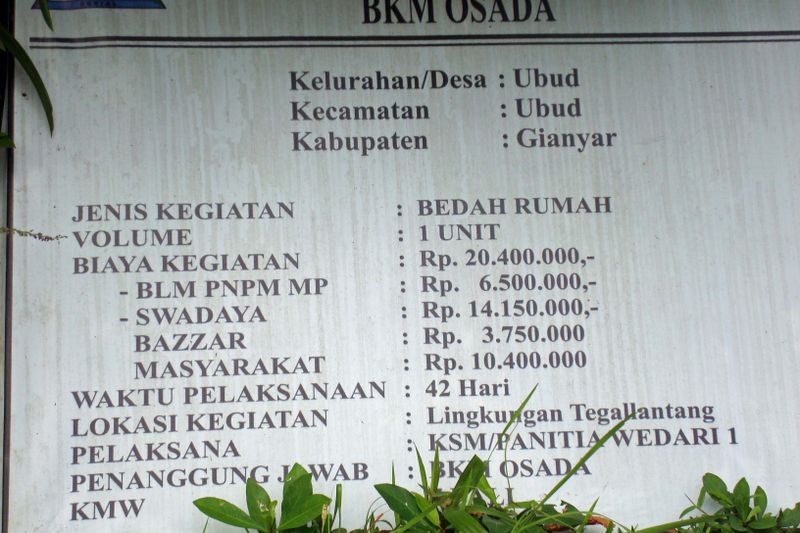 BKM OSADA
Kelurahan/Desa : Ubud
Kecamatan : Ubud
Kabupaten : Gianyar
JENIS KEGIATAN : BEDAH RUMAH
VOLUME : 1 UNIT
BIAYA KEGIATAN : Rp. 20.400.000,-
- BLM PNPM MP : Rp. 6.500.000,-
- SWADAYA : Rp. 14.150.000,-
BAZZAR : Rp. 3.750.000
MASYARAKAT : Rp. 10.400.000
WAKTU PELAKSANAAN : 42 Hari
LOKASI KEGIATAN : Lingkungan Tegallantang
PELAKSANA : KSM/PANITIA WEDARI 1
PENANGGUNG JAWAB : BKM OSADA
KMW